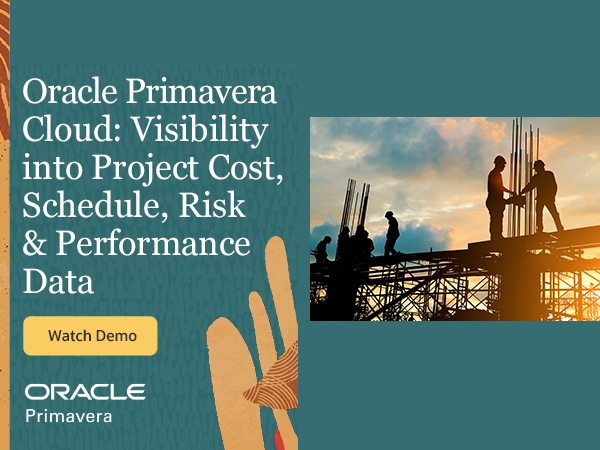 Oracle Primavera
Cloud: Visibility
into Project Cost,
Schedule, Risk
& Performance
Data
Watch Demo
ORACLE
Primavera